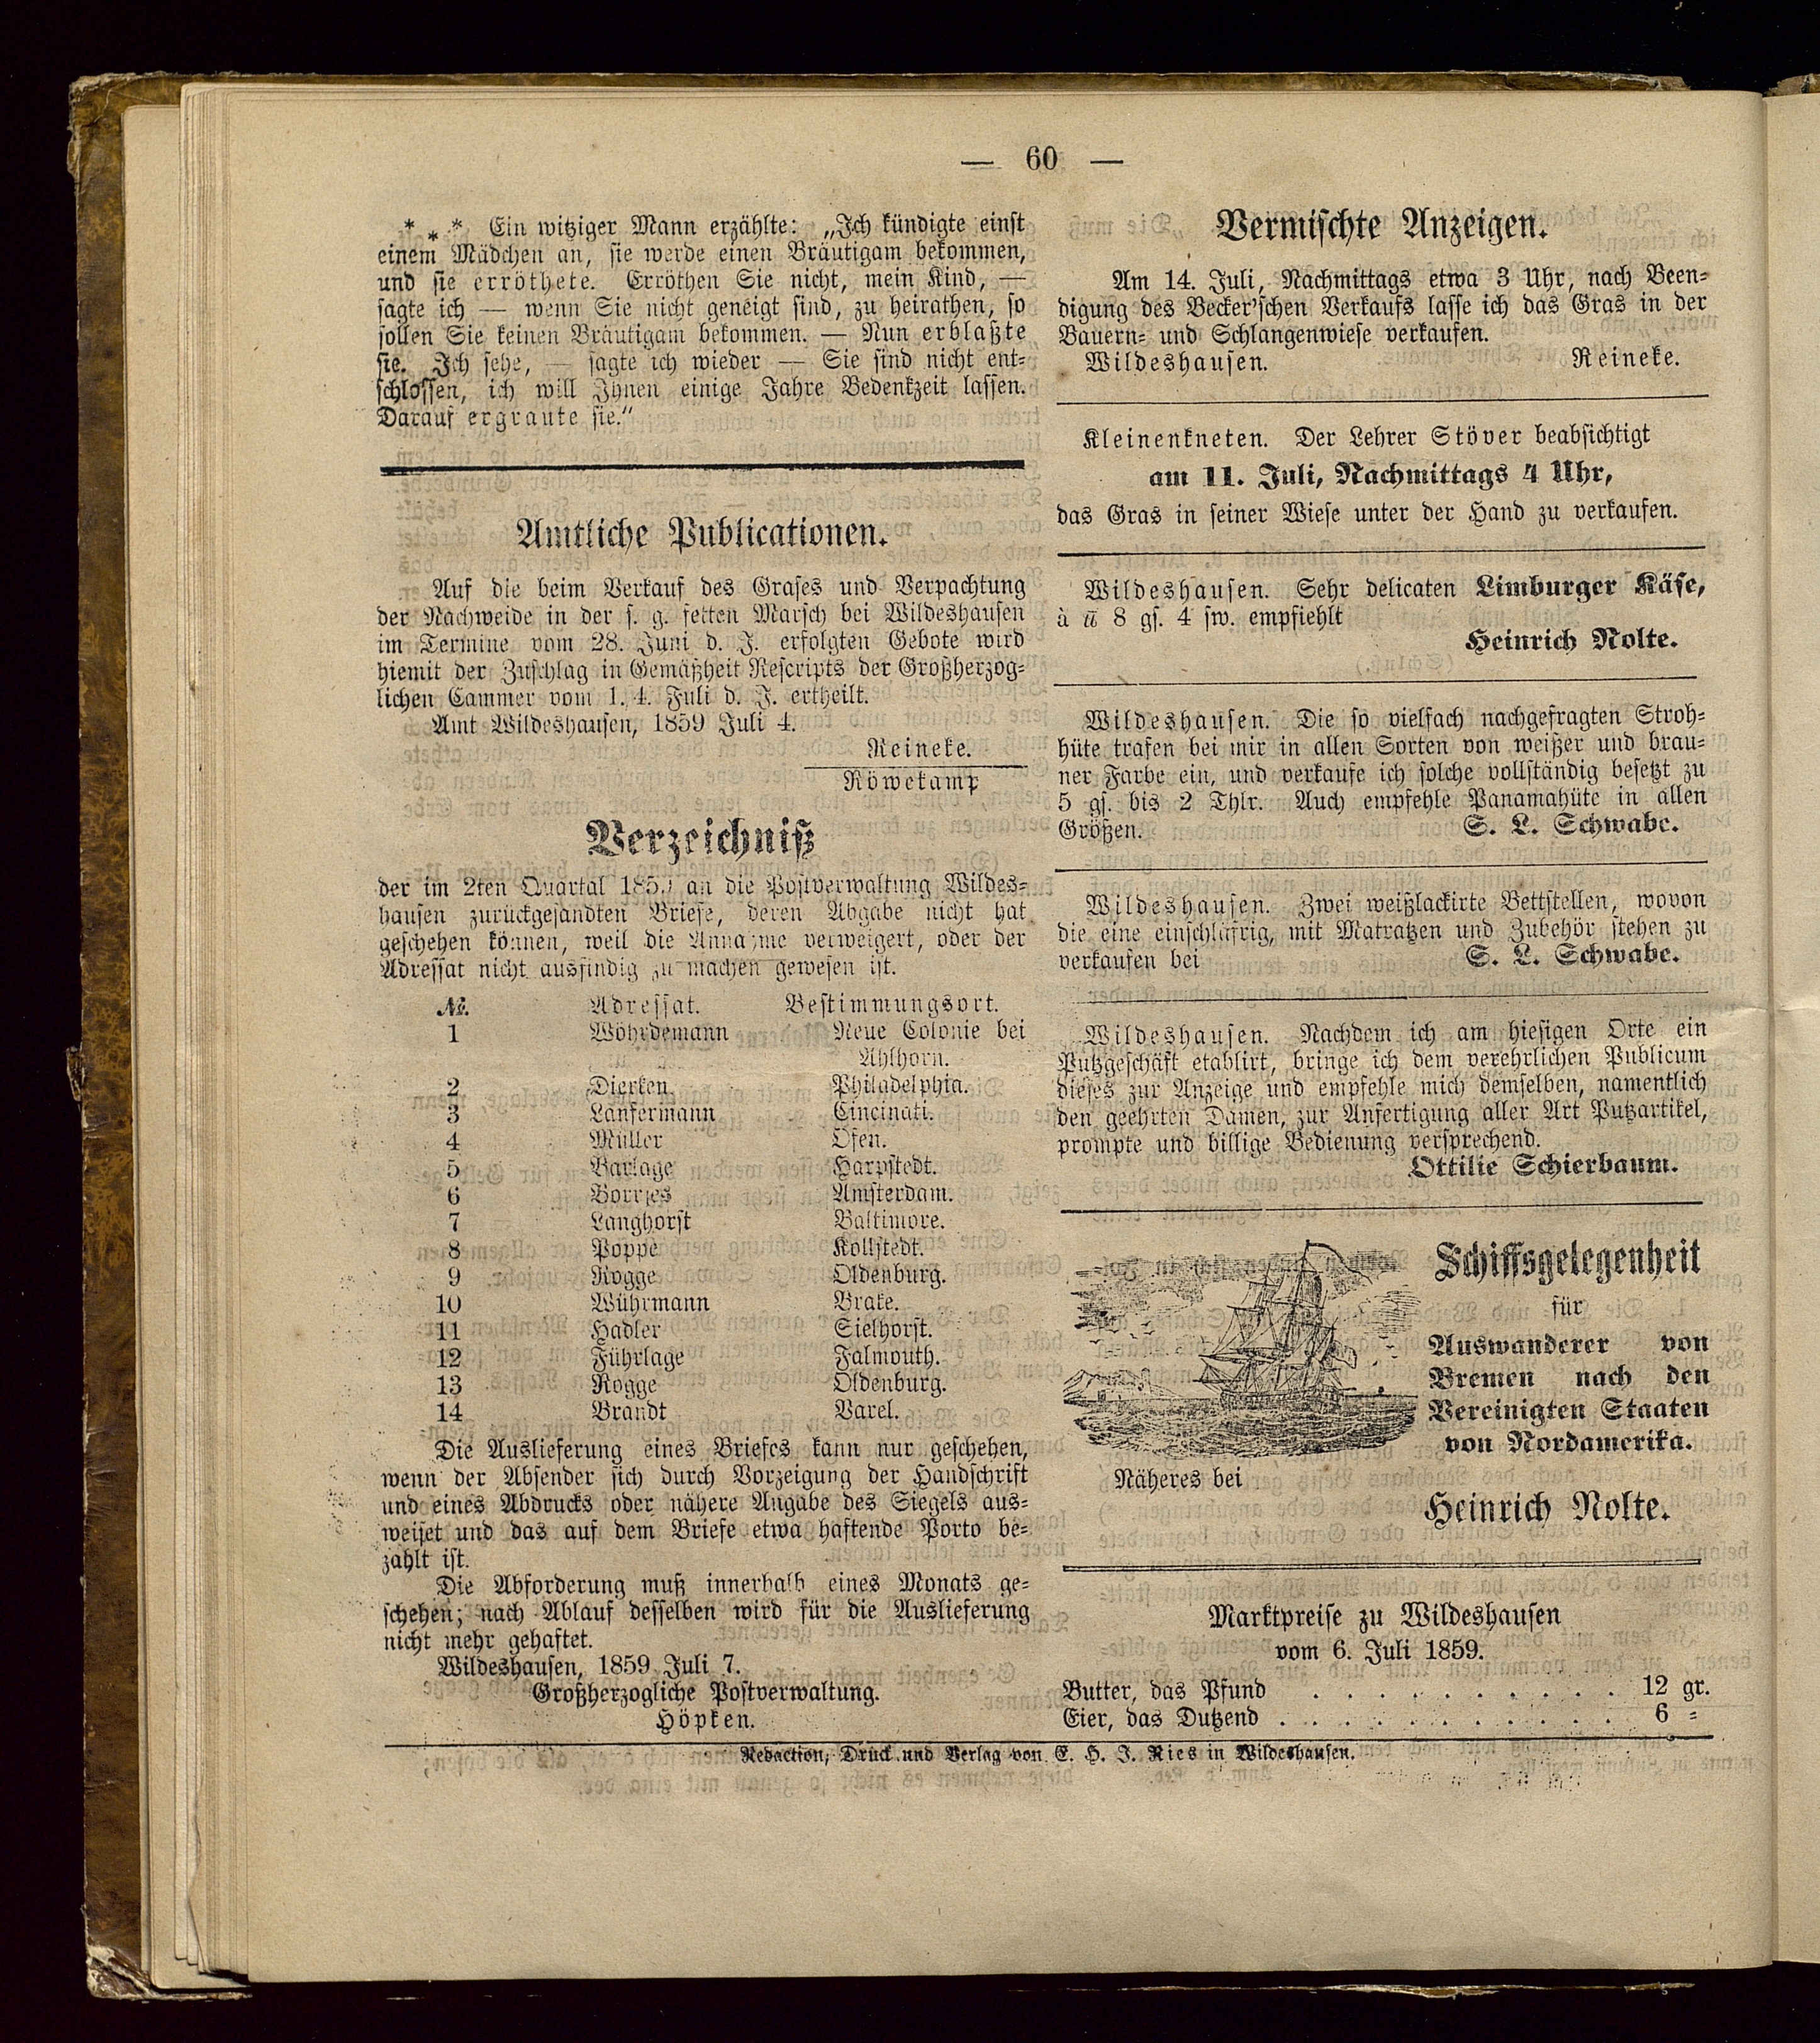 — 60 —
* * * Ein witziger Mann erzählte: „Ich kündigte einst
einem Mädchen an, sie werde einen Bräutigam bekommen,
und sie erröthete. Erröthen Sie nicht, mein Kind, —
sagte ich — wenn Sie nicht geneigt sind, zu heirathen, so
sollen Sie keinen Bräutigam bekommen. — Nun erblaßte
sie. Ich sehe, — sagte ich wieder — Sie sind nicht ent-
schlossen, ich will Ihnen einige Jahre Bedenkzeit lassen.
Darauf ergraute sie.“
Amtliche Publicationen.
Auf die beim Verkauf des Grases und Verpachtung
der Nachweide in der s. g. fetten Marsch bei Wildeshausen
im Termine vom 28. Juni d. J. erfolgten Gebote wird
hiemit der Zuschlag in Gemäßheit Rescripts der Großherzog-
lichen Cammer vom 1./4. Juli d. J. ertheilt.
Amt Wildeshausen, 1859 Juli 4.
Reineke.
Röwekamp
Verzeichniß
der im 2ten Quartal 1859 an die Postverwaltung Wildes-
hausen zurückgesandten Briefe, deren Abgabe nicht hat
geschehen können, weil die Annahme verweigert, oder der
Adressat nicht ausfindig zu machen gewesen ist.
№. Adressat. Bestimmungsort.
1 Wöhrdemann Neue Colonie bei
Ahlhorn.
2 Dierken Philadelphia.
3 Lanfermann Cincinati.
4 Müller Ofen.
5 Barlage Harpstedt.
6 Borrjes Amsterdam.
7 Langhorst Baltimore.
8 Poppe Kollstedt.
9 Rogge Oldenburg.
10 Wührmann Brake.
11 Hadler Sielhorst.
12 Führlage Falmouth.
13 Rogge Oldenburg.
14 Brandt Varel.
Die Auslieferung eines Briefes kann nur geschehen,
wenn der Absender sich durch Vorzeigung der Handschrift
und eines Abdrucks oder nähere Angabe des Siegels aus-
weiset und das auf dem Briefe etwa haftende Porto be-
zahlt ist.
Die Abforderung muß innerhalb eines Monats ge-
schehen; nach Ablauf desselben wird für die Auslieferung
nicht mehr gehaftet.
Wildeshausen, 1859 Juli 7.
Großherzogliche Postverwaltung.
Höpken.
Vermischte Anzeigen.
Am 14. Juli, Nachmittags etwa 3 Uhr, nach Been-
digung des Becker'schen Verkaufs lasse ich das Gras in der
Bauern- und Schlangenwiese verkaufen.
Wildeshausen. Reineke.
Kleinenkneten. Der Lehrer Stöver beabsichtigt
am 11. Juli, Nachmittags 4 Uhr,
das Gras in seiner Wiese unter der Hand zu verkaufen.
Wildeshausen. Sehr delicaten Limburger Käse,
à 8 gs. 4 sw. empfiehlt
Heinrich Nolte.
Wildeshausen. Die so vielfach nachgefragten Stroh-
hüte trafen bei mir in allen Sorten von weißer und brau-
ner Farbe ein, und verkaufe ich solche vollständig besetzt zu
5 gs. bis 2 Thlr. Auch empfehle Panamahüte in allen
Größen. S. L. Schwabe.
Wildeshausen. Zwei weißlackirte Bettstellen, wovon
die eine einschläfrig, mit Matratzen und Zubehör stehen zu
verkaufen bei S. L. Schwabe.
Wildeshausen. Nachdem ich am hiesigen Orte ein
Putzgeschäft etablirt, bringe ich dem verehrlichen Publicum
dieses zur Anzeige und empfehle mich demselben, namentlich
den geehrten Damen, zur Anfertigung aller Art Putzartikel,
prompte und billige Bedienung versprechend.
Ottilie Schierbaum.
Schiffsgelegenheit
für
Auswanderer von
Bremen nach den
Vereinigten Staaten
von Nordamerika.
Näheres bei
Heinrich Nolte.
Marktpreise zu Wildeshausen
vom 6. Juli 1859.
Butter, das Pfund . . . . . . . . . . . 12 gr.
Eier, das Dutzend . . . . . . . . . . . . 6 =
Redaction, Druck und Verlag von E. H. J. Ries in Wildeshausen.